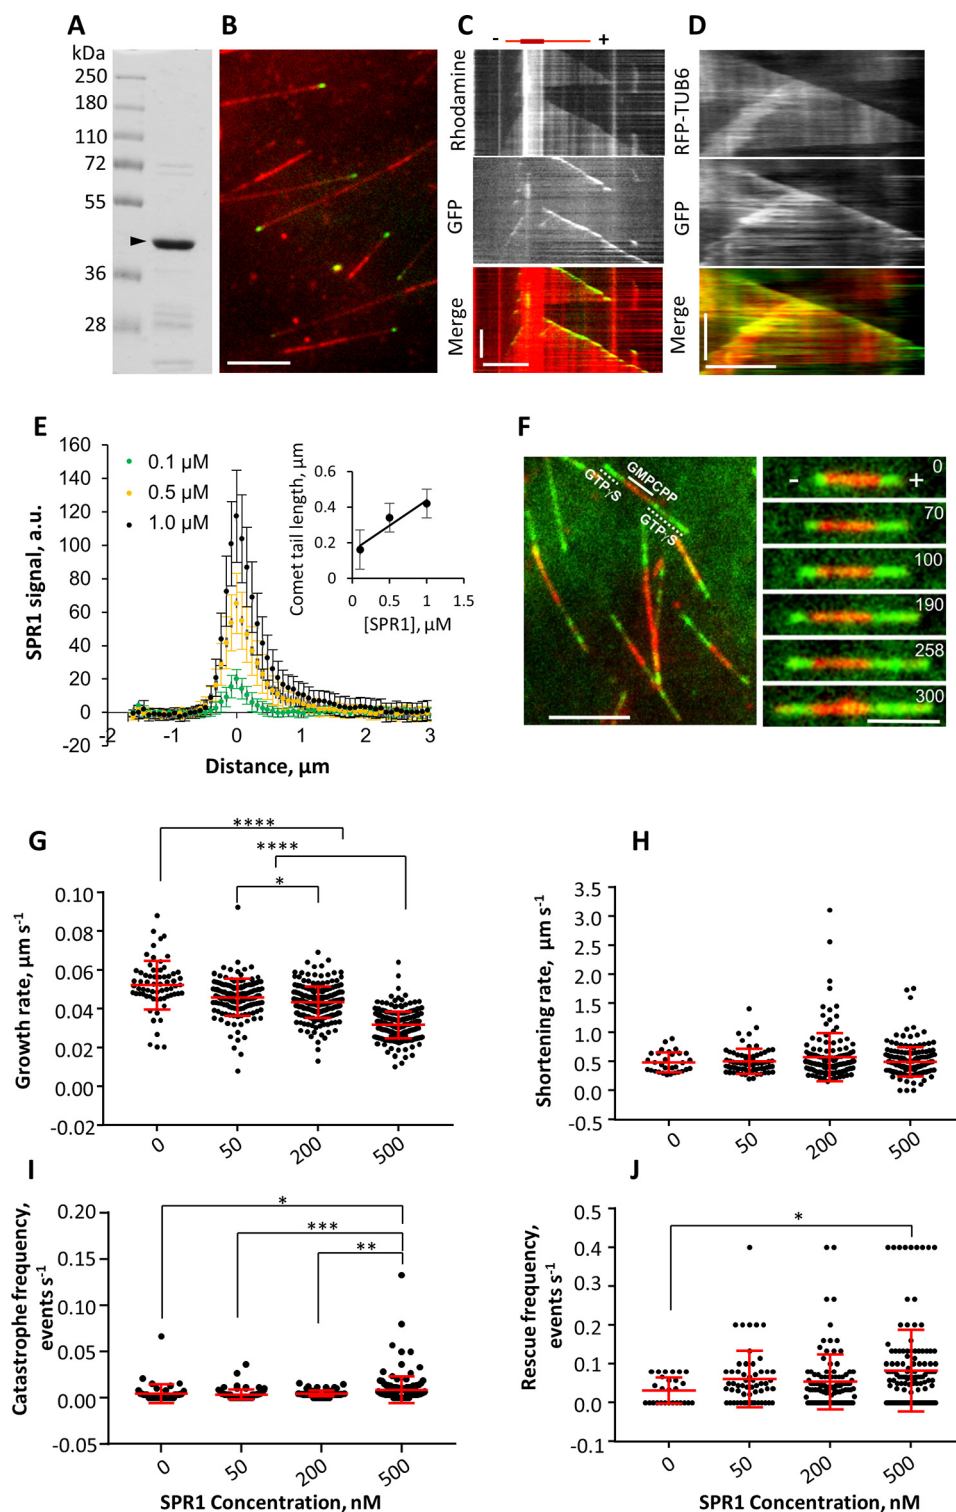 A
kDa
250
180
110
72
55
36
28
B
C
- +
Rhodamine
GFP
Merge
D
RFP-TUB6
GFP
Merge
E
160
140
120
100
80
60
40
20
0
-20
SPR1 signal, a.u.
0.1 µM
0.5 µM
1.0 µM
-2 -1 0 1 2 3
Distance, µm
Comet tail length, µm
0.6
0.4
0.2
0
0 0.5 1 1.5
[SPR1], µM
F
GMPCPP
GTPγS
GTPγS
- + 0
70
100
190
258
300
G
****
****
*
Growth rate, µm s-1
0.10
0.08
0.06
0.04
0.02
0.00
-0.02
0 50 200 500
H
Shortening rate, µm s-1
3.5
3.0
2.5
2.0
1.5
1.0
0.5
0.0
-0.5
0 50 200 500
I
*
***
**
Catastrophe frequency,
events s-1
0.20
0.15
0.10
0.05
0.00
-0.05
0 50 200 500
SPR1 Concentration, nM
J
*
Rescue frequency,
events s-1
0.4
0.3
0.2
0.1
0.0
-0.1
0 50 200 500
SPR1 Concentration, nM